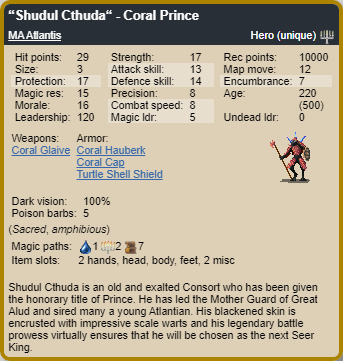 “Shudul Cthuda“ - Coral Prince
MA Atlantis Hero (unique)
Hit points: 29 Strength: 17 Rec points: 10000
Size: 3 Attack skill: 13 Map move: 12
Protection: 17 Defence skill: 14 Encumbrance: 7
Magic res: 15 Precision: 8 Age: 220
Morale: 16 Combat speed: 8 (500)
Leadership: 120 Magic ldr: 5 Undead ldr: 0
Weapons: Armor:
Coral Glaive Coral Hauberk
Coral Cap
Turtle Shell Shield
Dark vision: 100%
Poison barbs: 5
(Sacred, amphibious)
Magic paths: 1 2 7
Item slots: 2 hands, head, body, feet, 2 misc
Shudul Cthuda is an old and exalted Consort who has been given
the honorary title of Prince. He has led the Mother Guard of Great
Alud and sired many a young Atlantian. His blackened skin is
encrusted with impressive scale warts and his legendary battle
prowess virtually ensures that he will be chosen as the next Seer
King.